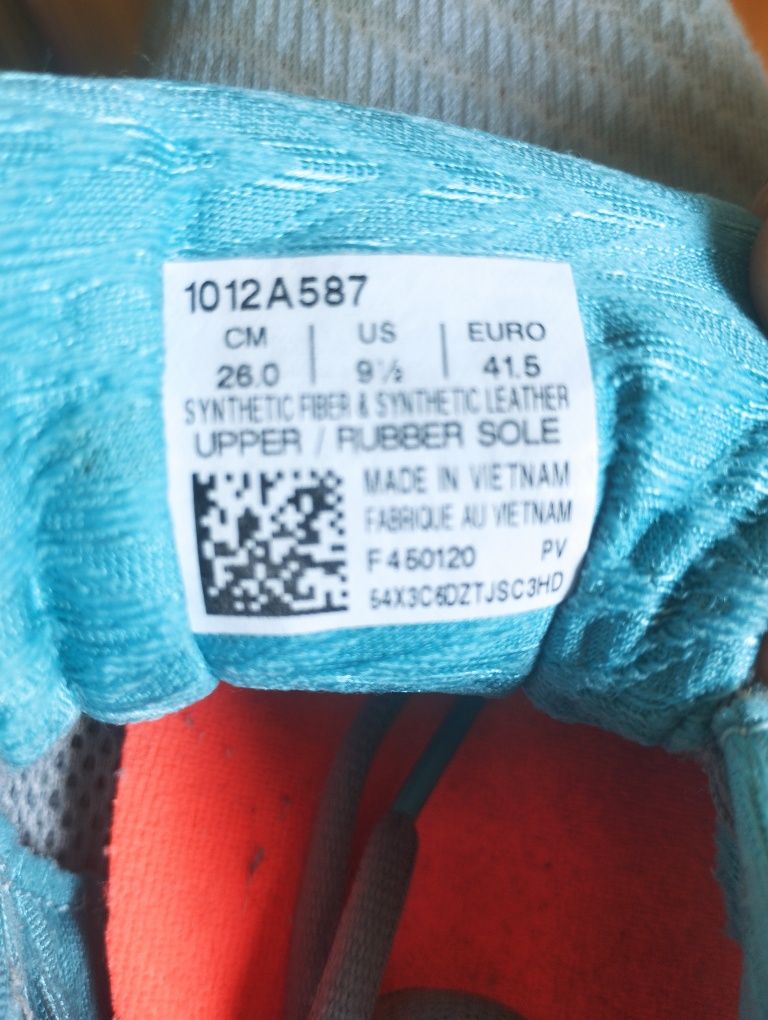 1012A587
CM | US | EURO
26.0 | 9½ | 41.5
SYNTHETIC FIBER & SYNTHETIC LEATHER
UPPER / RUBBER SOLE
MADE IN VIETNAM
FABRIQUE AU VIETNAM
F450120 PV
54X3C6DZTJSC3HD